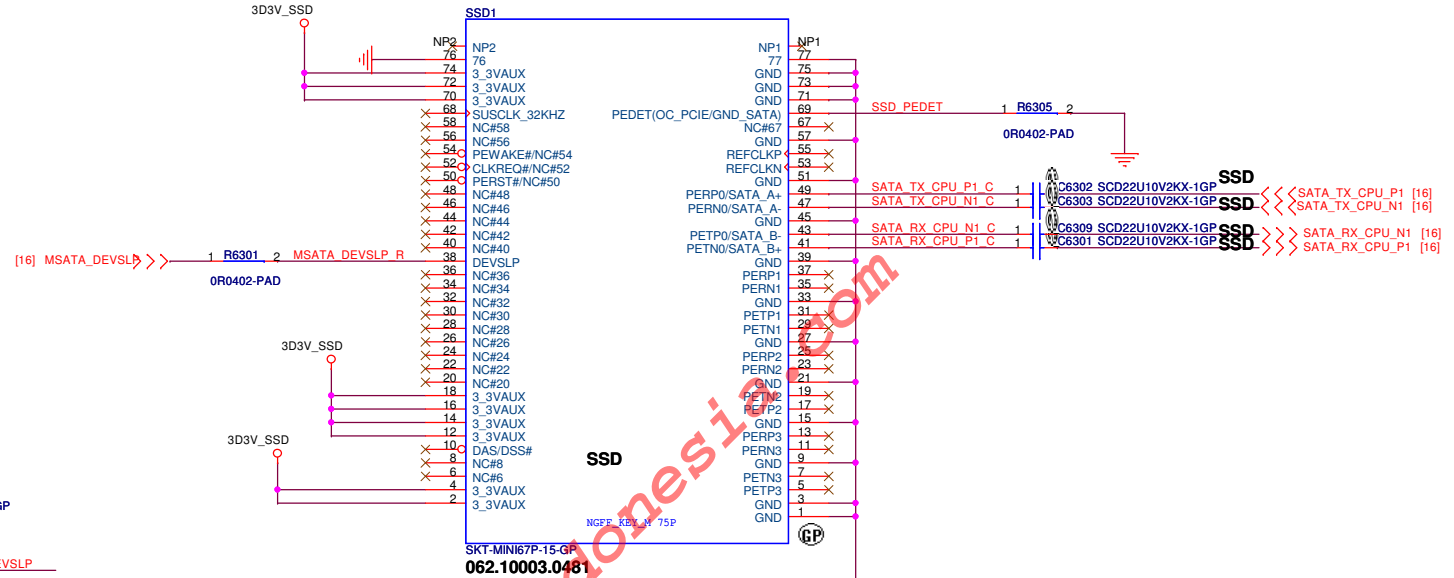 3D3V_SSD
SSD1
NP2 NP2 NP1 NP1
76 76 77 77
74 3_3VAUX GND 75
72 3_3VAUX GND 73
70 3_3VAUX GND 71
68 SUSCLK_32KHZ PEDET(OC_PCIE/GND_SATA) 69 SSD_PEDET 1 R6305 2
0R0402-PAD
58 NC#58 NC#67 67
56 NC#56 GND 57
54 PEWAKE#/NC#54 REFCLKP 55
52 CLKREQ#/NC#52 REFCLKN 53
50 PERST#/NC#50 GND 51
48 NC#48 PERP0/SATA_A+ 49 SATA_TX_CPU_P1_C 1 C6302 SCD22U10V2KX-1GP SSD SATA_TX_CPU_P1 [16]
46 NC#46 PERN0/SATA_A- 47 SATA_TX_CPU_N1_C 1 C6303 SCD22U10V2KX-1GP SSD SATA_TX_CPU_N1 [16]
44 NC#44 GND 45
42 NC#42 PETP0/SATA_B- 43 SATA_RX_CPU_N1_C 1 C6309 SCD22U10V2KX-1GP SSD SATA_RX_CPU_N1 [16]
40 NC#40 PETN0/SATA_B+ 41 SATA_RX_CPU_P1_C 1 C6301 SCD22U10V2KX-1GP SSD SATA_RX_CPU_P1 [16]
[16] MSATA_DEVSLP 1 R6301 2 MSATA_DEVSLP_R 38 DEVSLP GND 39
0R0402-PAD
36 NC#36 PERP1 37
34 NC#34 PERN1 35
32 NC#32 GND 33
30 NC#30 PETP1 31
28 NC#28 PETN1 29
26 NC#26 GND 27
24 NC#24 PERP2 25
22 NC#22 PERN2 23
20 NC#20 GND 21
3D3V_SSD
18 3_3VAUX PETN2 19
16 3_3VAUX PETP2 17
14 3_3VAUX GND 15
12 3_3VAUX PERP3 13
3D3V_SSD
10 DAS/DSS# PERN3 11
8 NC#8 GND 9
SSD
6 NC#6 PETN3 7
4 3_3VAUX PETP3 5
2 3_3VAUX GND 3
GND 1
NGFF_KEY_M 75P
GP
GP
SKT-MINI67P-15-GP
062.10003.0481
EVSLP
donesia.com